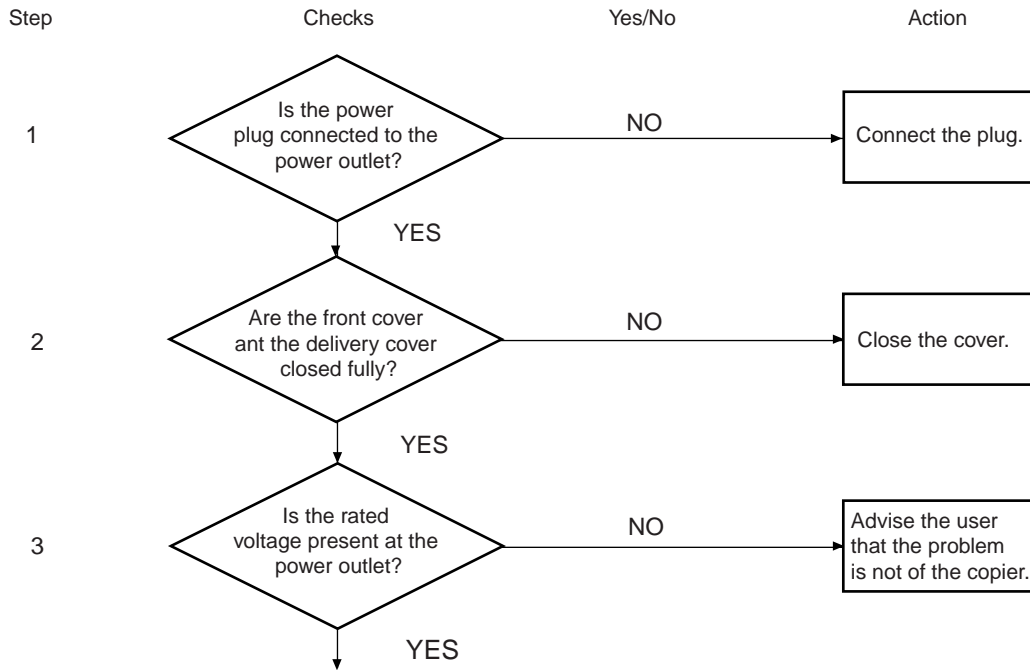 Step Checks Yes/No Action
1
Is the power
plug connected to the
power outlet?
NO
Connect the plug.
YES
2
Are the front cover
ant the delivery cover
closed fully?
NO
Close the cover.
YES
3
Is the rated
voltage present at the
power outlet?
NO
Advise the user
that the problem
is not of the copier.
YES